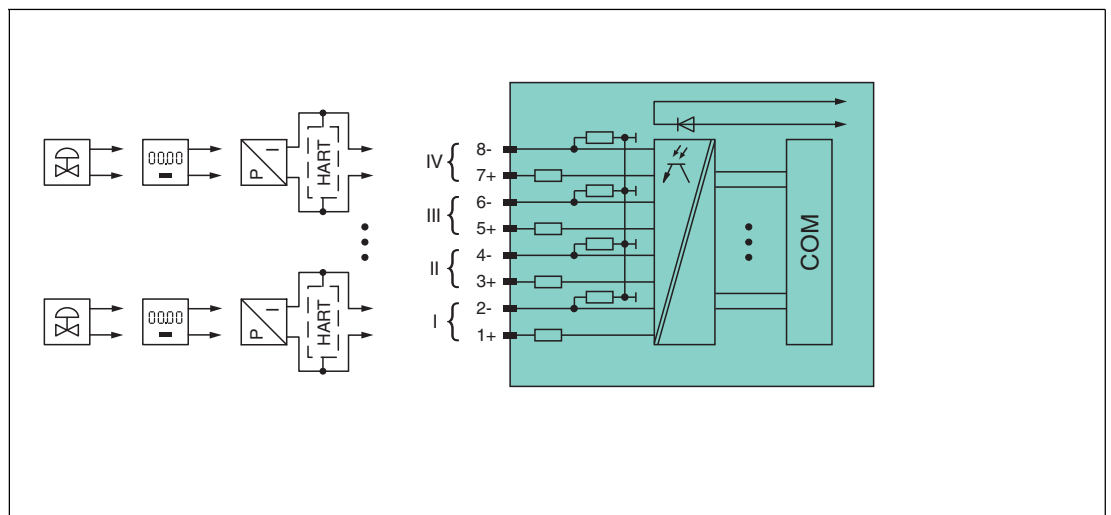 00,00
P
I
HART
IV
8-
7+
III
6-
5+
II
4-
3+
I
2-
1+
COM
00,00
P
I
HART